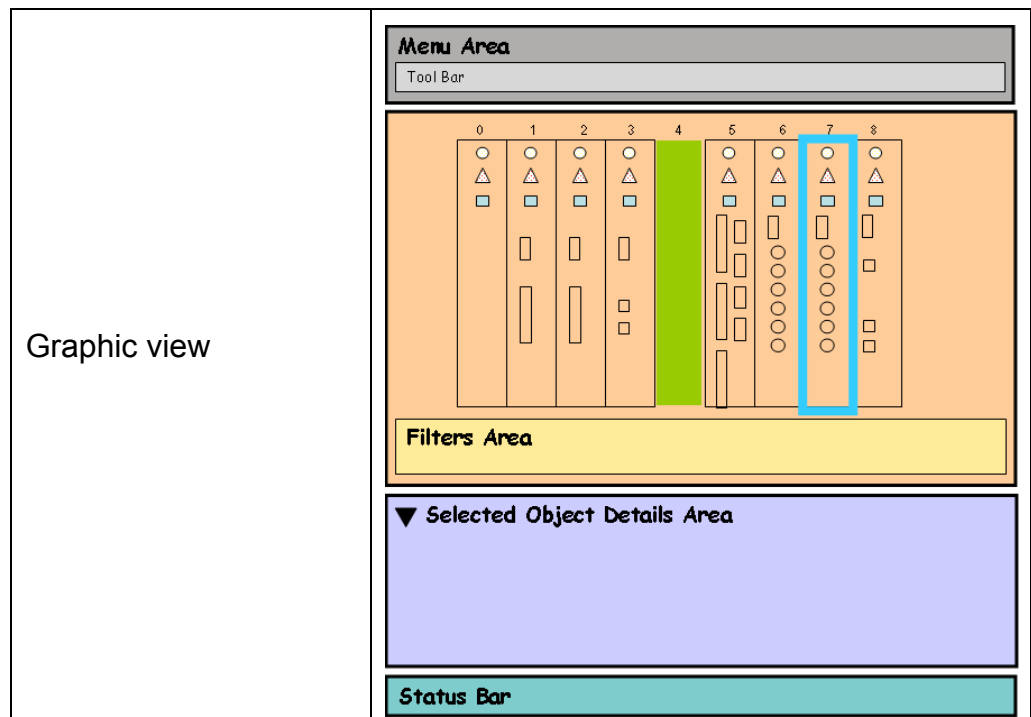 Graphic view
Menu Area
Tool Bar
0 1 2 3 4 5 6 7 8
Filters Area
▼ Selected Object Details Area
Status Bar